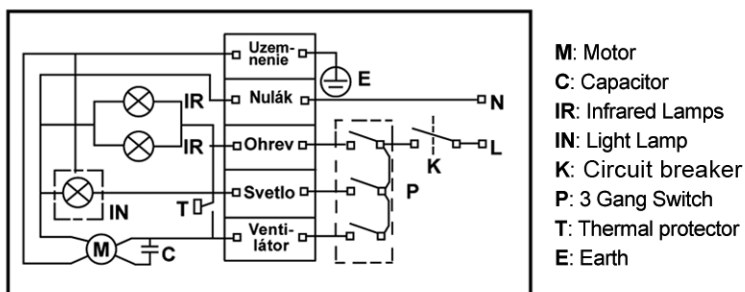 Uzem-
nenie
E
IR
Nulák
N
IR
Ohrev
L
K
P
Svetlo
IN
T
Venti-
látor
M
C
M: Motor
C: Capacitor
IR: Infrared Lamps
IN: Light Lamp
K: Circuit breaker
P: 3 Gang Switch
T: Thermal protector
E: Earth